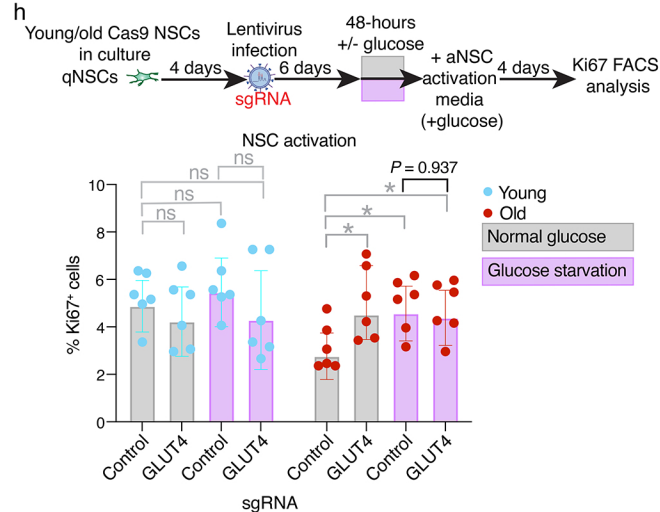 h
Young/old Cas9 NSCs
in culture
qNSCs
4 days
Lentivirus
infection
sgRNA
6 days
48-hours
+/- glucose
+ aNSC
activation
media
(+glucose)
4 days
Ki67 FACS
analysis
NSC activation
% Ki67⁺ cells
10
8
6
4
2
0
ns
ns
ns
ns
P = 0.937
*
*
*
Young
Old
Normal glucose
Glucose starvation
Control
GLUT4
Control
GLUT4
Control
GLUT4
Control
GLUT4
sgRNA